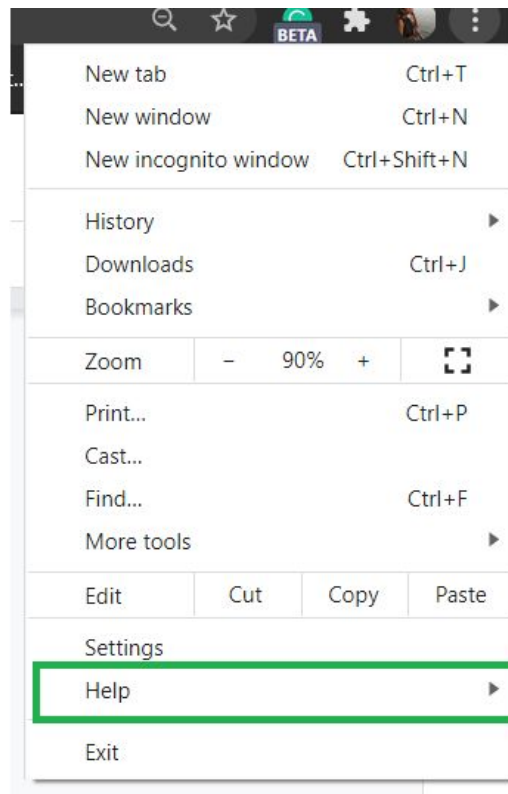 BETA
New tab Ctrl+T
New window Ctrl+N
New incognito window Ctrl+Shift+N
History
Downloads Ctrl+J
Bookmarks
Zoom - 90% +
Print... Ctrl+P
Cast...
Find... Ctrl+F
More tools
Edit Cut Copy Paste
Settings
Help
Exit